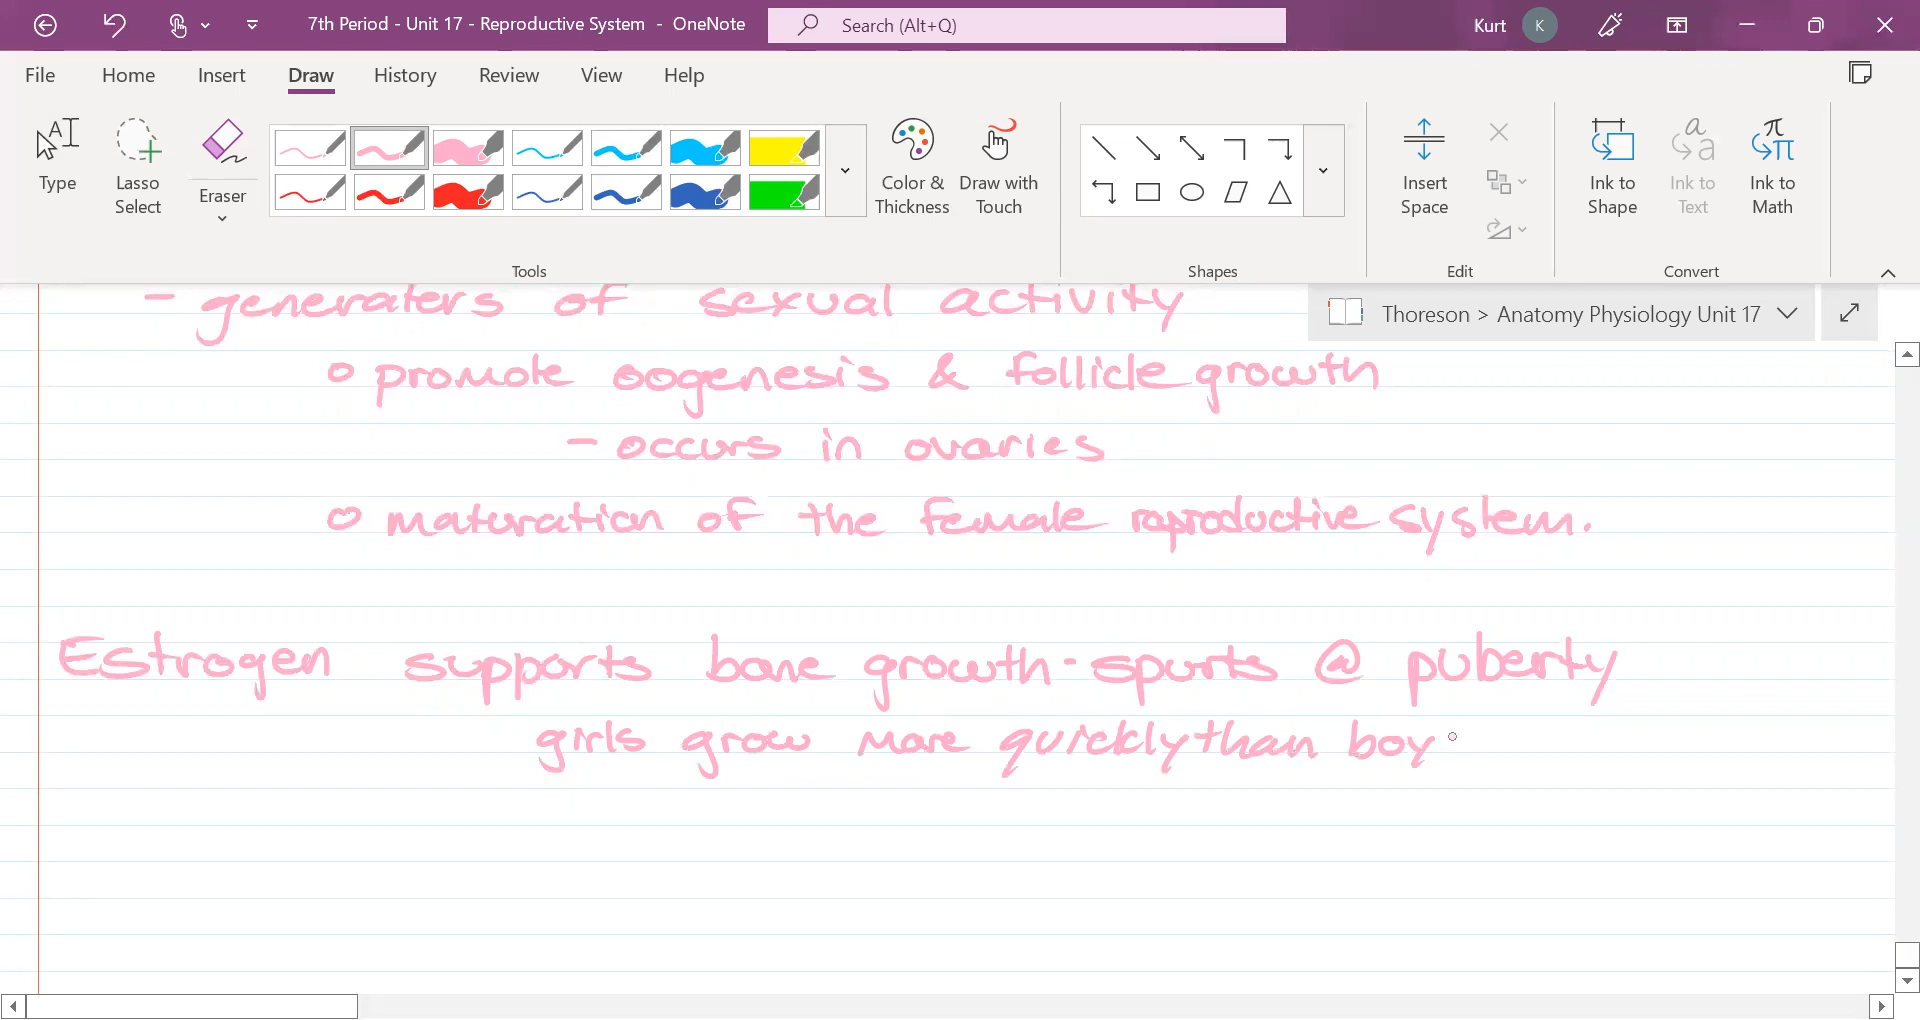 7th Period - Unit 17 - Reproductive System - OneNote
Search (Alt+Q)
Kurt
K
File Home Insert Draw History Review View Help
Type
Lasso Select
Eraser
Color & Thickness
Draw with Touch
Insert Space
Ink to Shape
Ink to Text
Ink to Math
Tools
Shapes
Edit
Convert
Thoreson > Anatomy Physiology Unit 17
- generaters of sexual activity
o promote oogenesis & follicle growth
- occurs in ovaries
o maturation of the female reproductive system.
Estrogen supports bone growth-spurts @ puberty
girls grow more quickly than boy